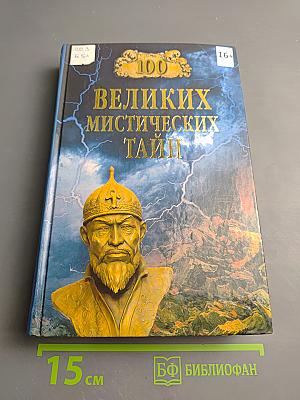 16+
100
ВЕЛИКИХ
МИСТИЧЕСКИХ
ТАЙН
15 см
БФ БИБЛИОФАН